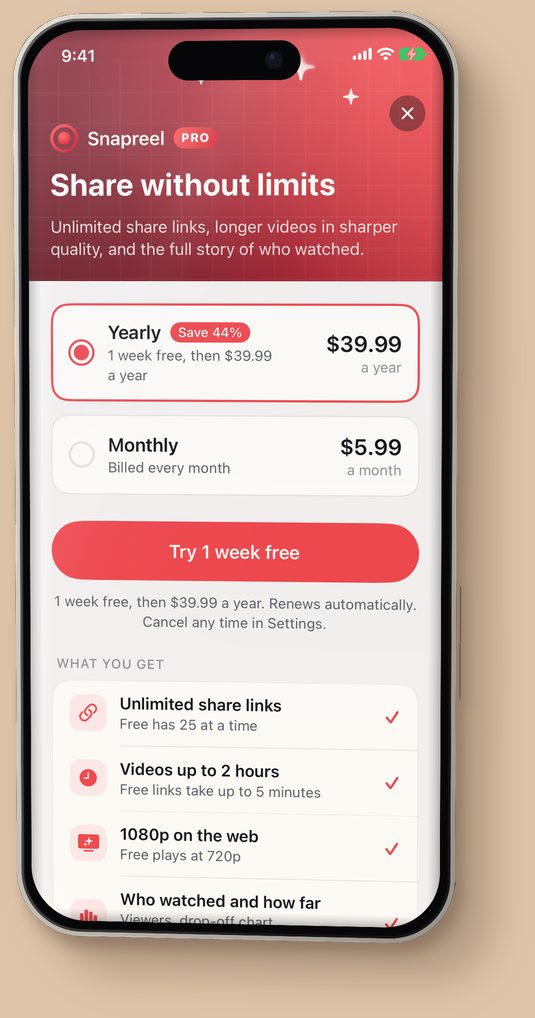 9:41
Snapreel PRO
Share without limits
Unlimited share links, longer videos in sharper
quality, and the full story of who watched.
Yearly Save 44%
1 week free, then $39.99
a year
$39.99
a year
Monthly
Billed every month
$5.99
a month
Try 1 week free
1 week free, then $39.99 a year. Renews automatically.
Cancel any time in Settings.
WHAT YOU GET
Unlimited share links
Free has 25 at a time
Videos up to 2 hours
Free links take up to 5 minutes
1080p on the web
Free plays at 720p
Who watched and how far
Viewers, drop-off chart